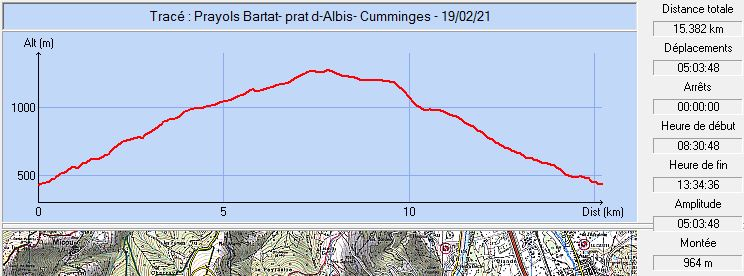 Tracé : Prayols Bartat- prat d-Albis- Cumminges - 19/02/21
Alt (m)
1000
500
0
5
10
Dist (km)
Distance totale
15.382 km
Déplacements
05:03:48
Arrêts
00:00:00
Heure de début
08:30:48
Heure de fin
13:34:36
Amplitude
05:03:48
Montée
964 m